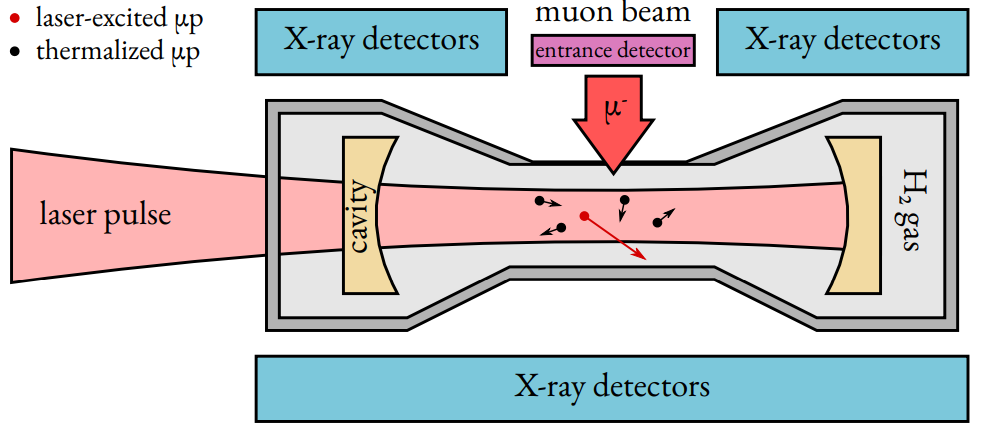 laser-excited µp
thermalized µp
X-ray detectors
muon beam
entrance detector
X-ray detectors
µ-
laser pulse
cavity
H₂ gas
X-ray detectors